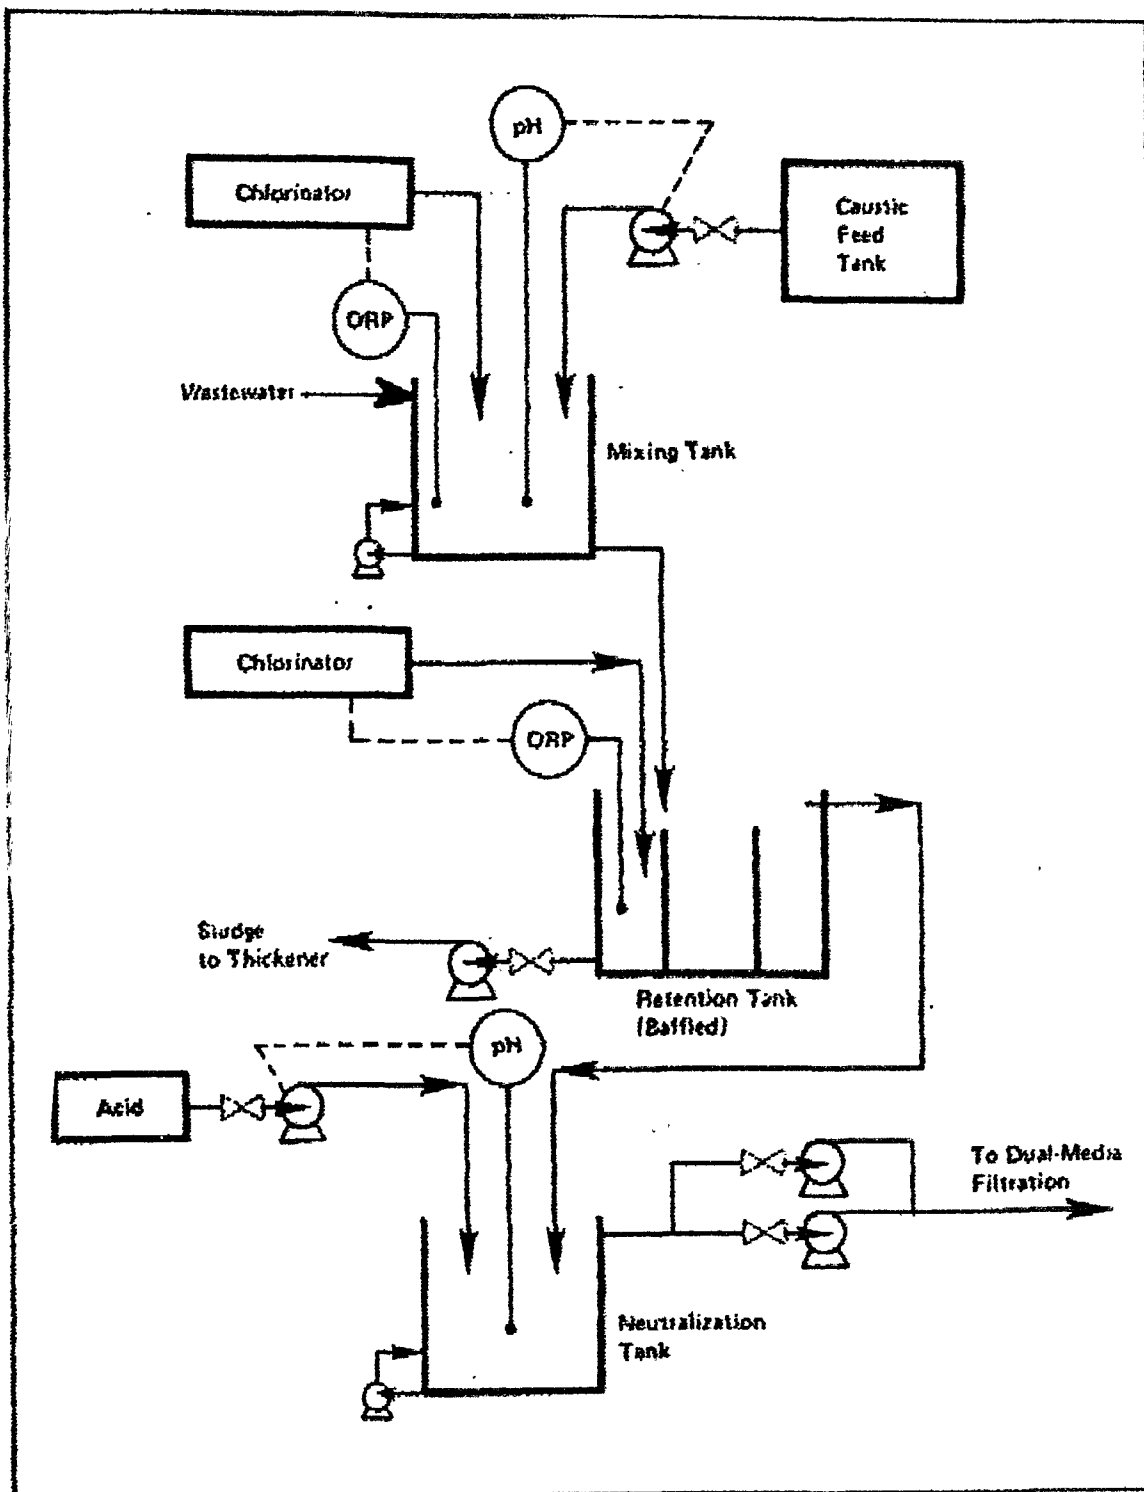 pH
Chlorinator
Caustic
Feed
Tank
ORP
Wastewater
Mixing Tank
Chlorinator
ORP
Sludge
to Thickener
Retention Tank
(Baffled)
pH
Acid
To Dual-Media
Filtration
Neutralization
Tank